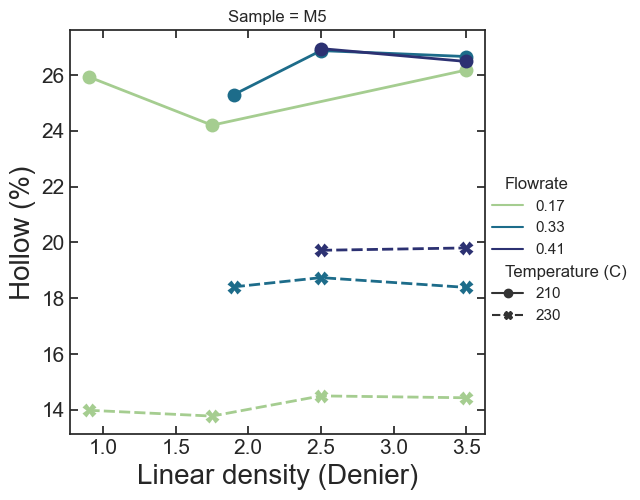 Sample = M5
Hollow (%)
26
24
22
20
18
16
14
1.0 1.5 2.0 2.5 3.0 3.5
Linear density (Denier)
Flowrate
0.17
0.33
0.41
Temperature (C)
210
230